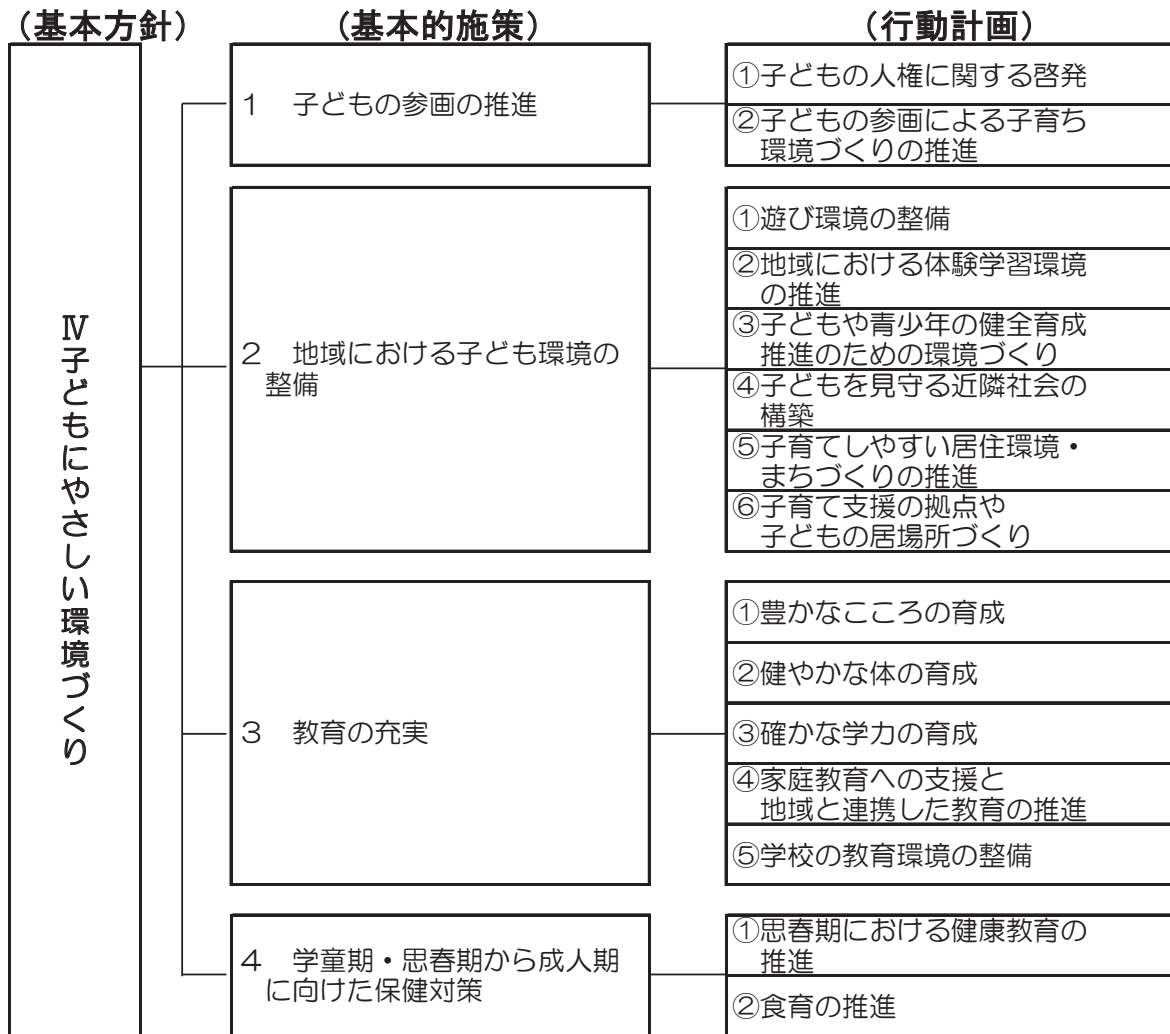 （基本方針）
（基本的施策）
（行動計画）
Ⅳ子どもにやさしい環境づくり
１　子どもの参画の推進
①子どもの人権に関する啓発
②子どもの参画による子育ち
環境づくりの推進
２　地域における子ども環境の
整備
①遊び環境の整備
②地域における体験学習環境
の推進
③子どもや青少年の健全育成
推進のための環境づくり
④子どもを見守る近隣社会の
構築
⑤子育てしやすい居住環境・
まちづくりの推進
⑥子育て支援の拠点や
子どもの居場所づくり
３　教育の充実
①豊かなこころの育成
②健やかな体の育成
③確かな学力の育成
④家庭教育への支援と
地域と連携した教育の推進
⑤学校の教育環境の整備
４　学童期・思春期から成人期
に向けた保健対策
①思春期における健康教育の
推進
②食育の推進